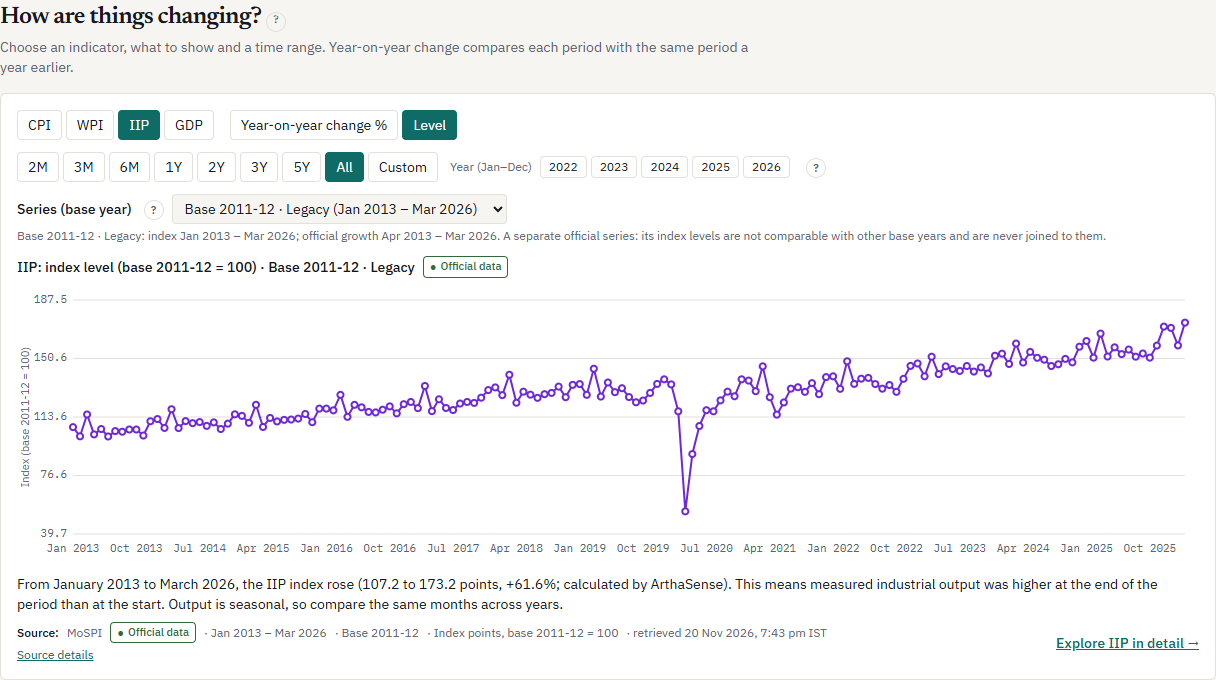 How are things changing? ?
Choose an indicator, what to show and a time range. Year-on-year change compares each period with the same period a
year earlier.
CPI WPI IIP GDP Year-on-year change % Level
2M 3M 6M 1Y 2Y 3Y 5Y All Custom Year (Jan–Dec) 2022 2023 2024 2025 2026 ?
Series (base year) ? Base 2011-12 · Legacy (Jan 2013 – Mar 2026)
Base 2011-12 · Legacy: index Jan 2013 – Mar 2026; official growth Apr 2013 – Mar 2026. A separate official series: its index levels are not comparable with other base years and are never joined to them.
IIP: index level (base 2011-12 = 100) · Base 2011-12 · Legacy ● Official data
187.5
150.6
113.6
76.6
39.7
Index (base 2011-12 = 100)
Jan 2013 Oct 2013 Jul 2014 Apr 2015 Jan 2016 Oct 2016 Jul 2017 Apr 2018 Jan 2019 Oct 2019 Jul 2020 Apr 2021 Jan 2022 Oct 2022 Jul 2023 Apr 2024 Jan 2025 Oct 2025
From January 2013 to March 2026, the IIP index rose (107.2 to 173.2 points, +61.6%; calculated by ArthaSense). This means measured industrial output was higher at the end of the
period than at the start. Output is seasonal, so compare the same months across years.
Source: MoSPI ● Official data · Jan 2013 – Mar 2026 · Base 2011-12 · Index points, base 2011-12 = 100 · retrieved 20 Nov 2026, 7:43 pm IST
Source details
Explore IIP in detail →